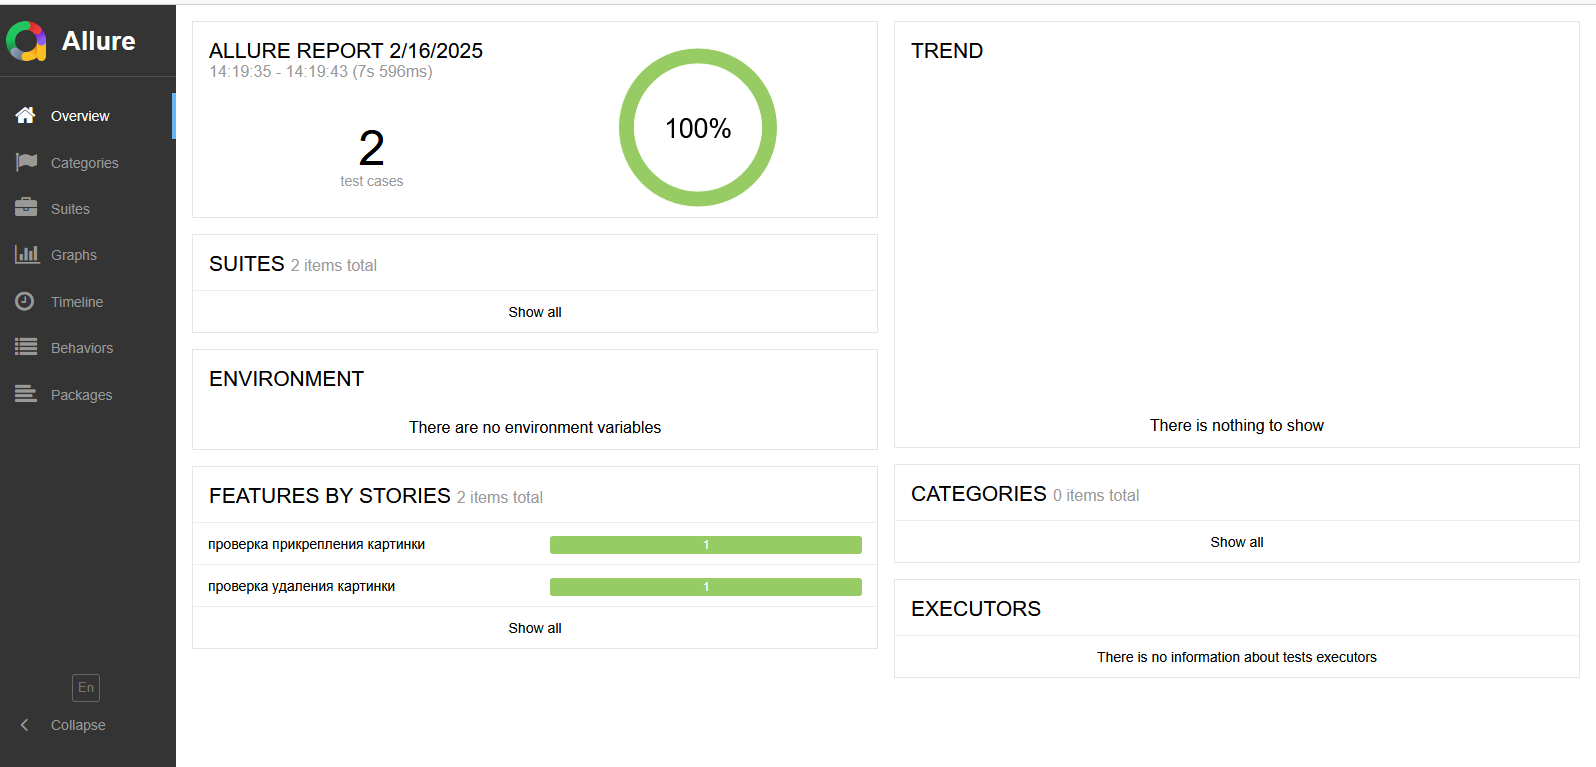 Allure
Overview
Categories
Suites
Graphs
Timeline
Behaviors
Packages
En
Collapse
ALLURE REPORT 2/16/2025
14:19:35 - 14:19:43 (7s 596ms)
2
test cases
100%
SUITES 2 items total
Show all
ENVIRONMENT
There are no environment variables
FEATURES BY STORIES 2 items total
проверка прикрепления картинки 1
проверка удаления картинки 1
Show all
TREND
There is nothing to show
CATEGORIES 0 items total
Show all
EXECUTORS
There is no information about tests executors